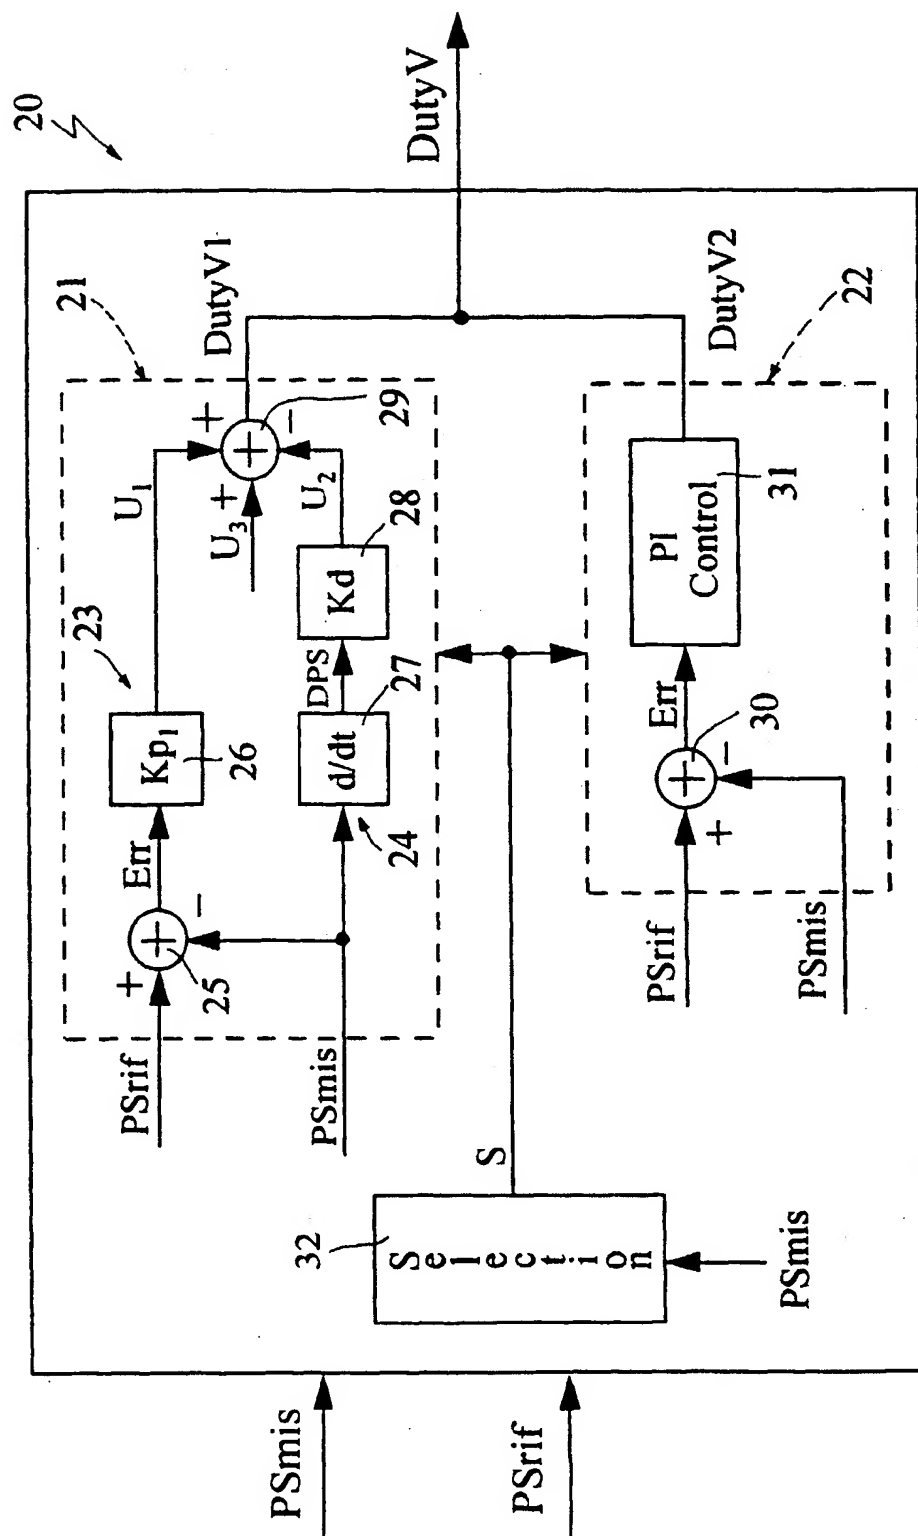 20
DutyV
21
DutyV1
23
U1
+
29
-
U3
+
U2
28
Kp1
26
Kd
DPS
27
d/dt
24
Err
+
-
25
PSrif
PSmis
22
DutyV2
PI
Control
31
Err
30
+
-
PSrif
PSmis
S
32
Selection
PSmis
PSmis
PSrif